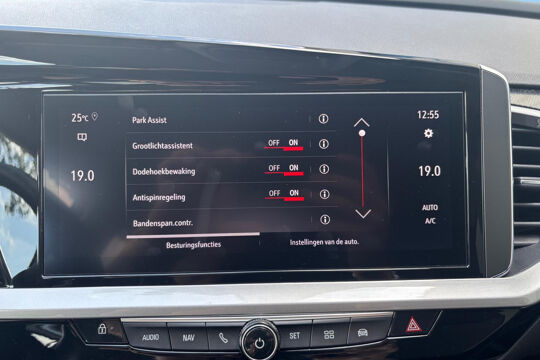 25°C
Park Assist
12:55
Grootlichtassistent OFF ON
Dodehoekbewaking OFF ON
19.0
19.0
Antispinregeling OFF ON
AUTO
Bandenspan.contr.
A/C
Besturingsfuncties
Instellingen van de auto.
AUDIO NAV SET